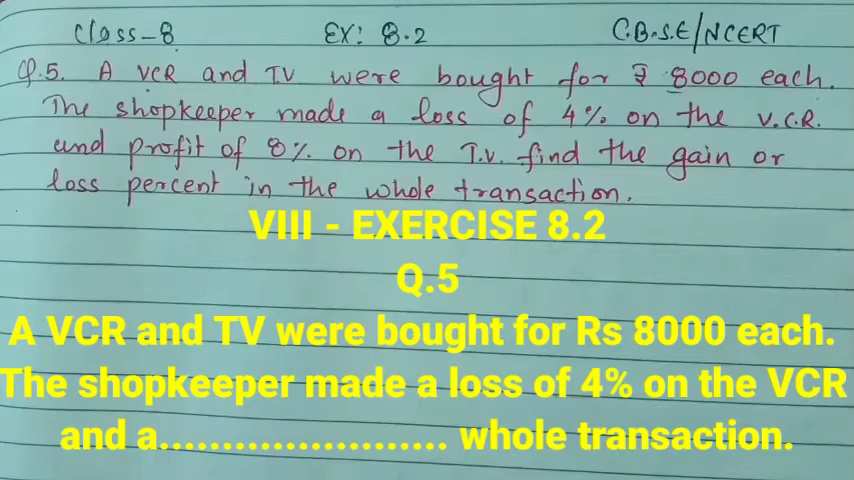 Class-8 EX: 8.2 C.B.S.E/NCERT
Q.5. A VCR and TV were bought for ₹ 8000 each.
The shopkeeper made a loss of 4% on the V.C.R.
and profit of 8% on the T.V. find the gain or
loss percent in the whole transaction.
VIII - EXERCISE 8.2
Q.5
A VCR and TV were bought for Rs 8000 each.
The shopkeeper made a loss of 4% on the VCR
and a....................... whole transaction.